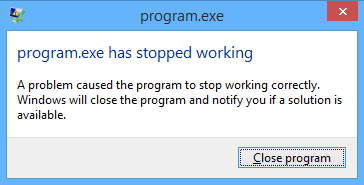 program.exe
program.exe has stopped working
A problem caused the program to stop working correctly.
Windows will close the program and notify you if a solution is
available.
Close program